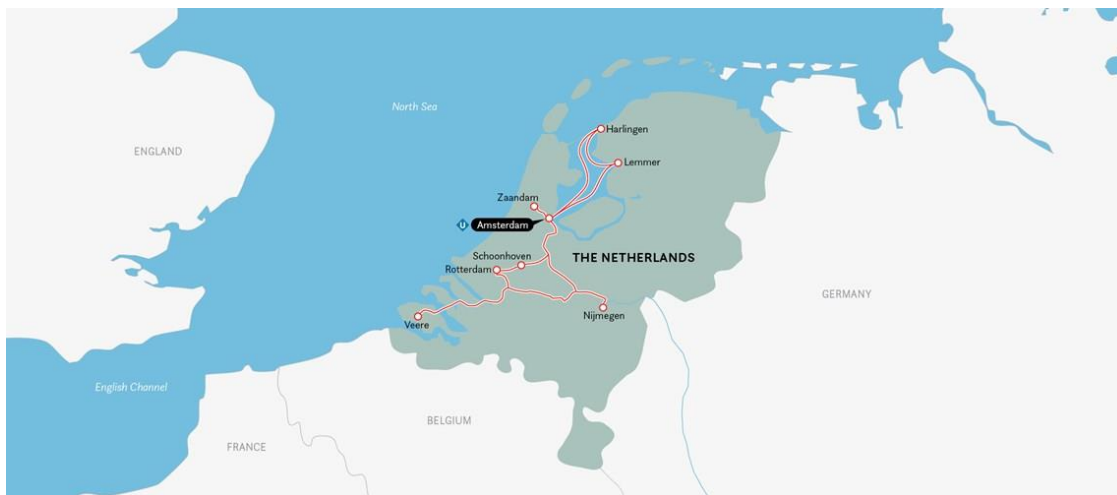 North Sea
Harlingen
ENGLAND
Lemmer
Zaandam
U Amsterdam
Schoonhoven
THE NETHERLANDS
Rotterdam
GERMANY
Nijmegen
Veere
English Channel
BELGIUM
FRANCE